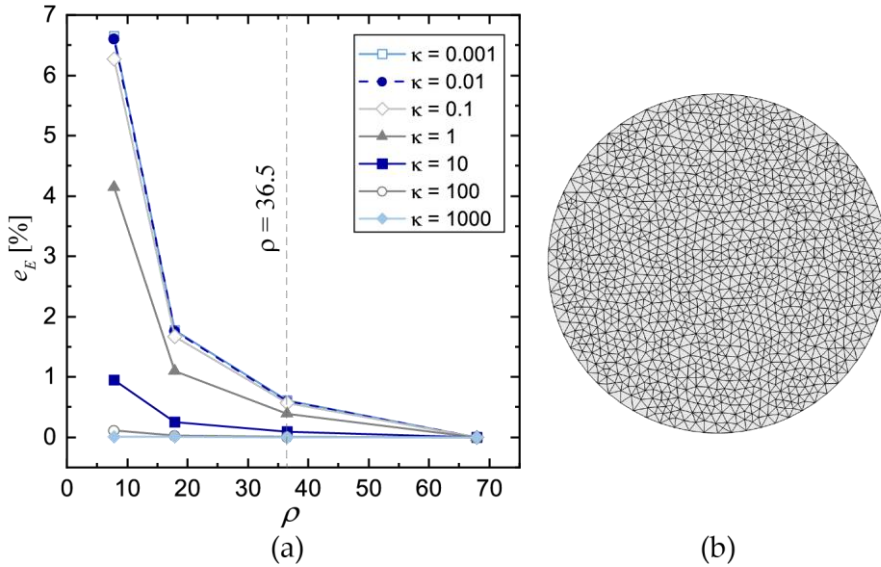 7
6
5
4
3
2
1
0
e_E [%]
κ = 0.001
κ = 0.01
κ = 0.1
κ = 1
κ = 10
κ = 100
κ = 1000
ρ = 36.5
0 10 20 30 40 50 60 70
ρ
(a) (b)